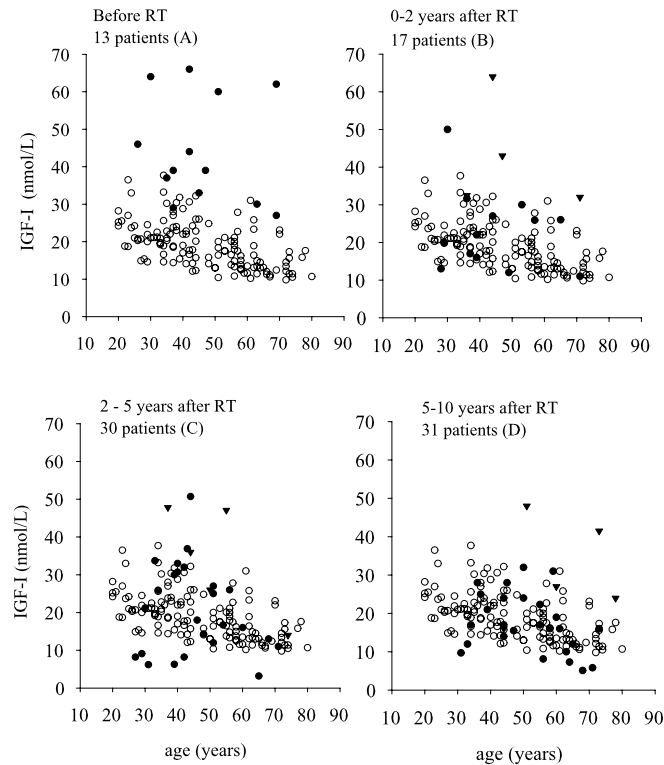 Before RT
13 patients (A)
0-2 years after RT
17 patients (B)
IGF-I (nmol/L)
70
60
50
40
30
20
10
0
10 20 30 40 50 60 70 80 90
70
60
50
40
30
20
10
0
10 20 30 40 50 60 70 80 90
2 - 5 years after RT
30 patients (C)
5-10 years after RT
31 patients (D)
IGF-I (nmol/L)
70
60
50
40
30
20
10
0
10 20 30 40 50 60 70 80 90
age (years)
70
60
50
40
30
20
10
0
10 20 30 40 50 60 70 80 90
age (years)